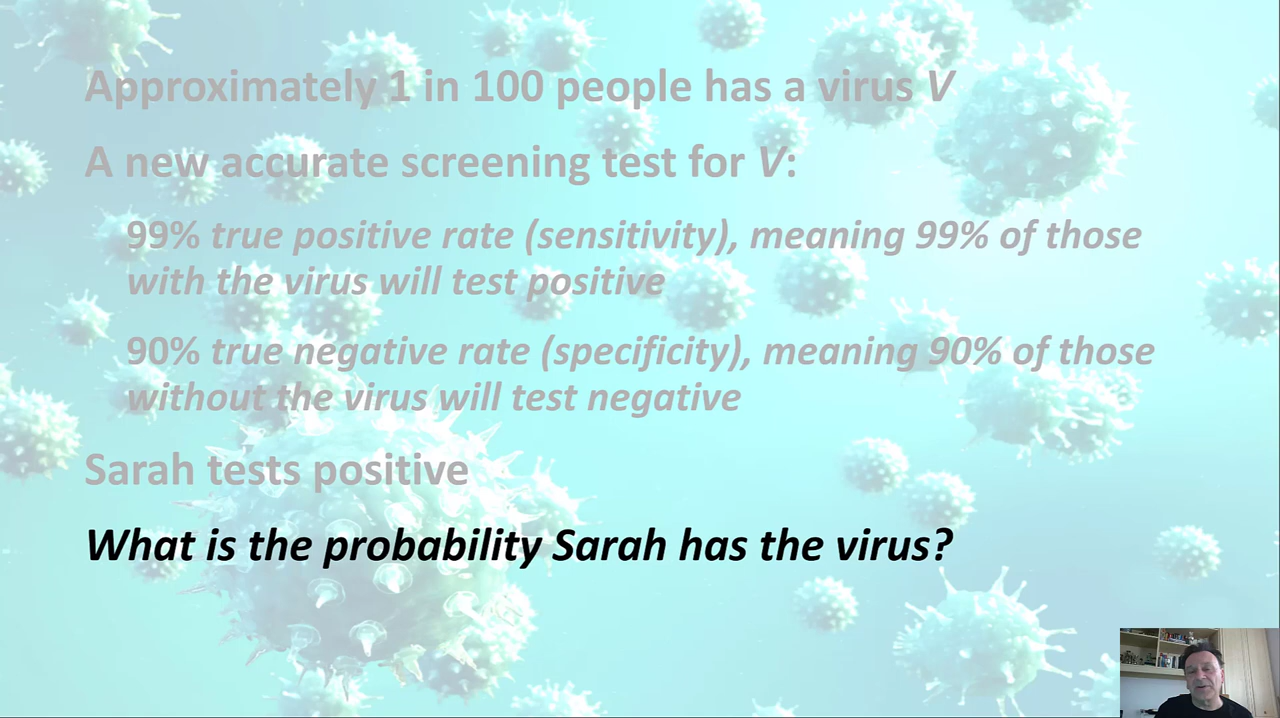 Approximately 1 in 100 people has a virus V
A new accurate screening test for V:
99% true positive rate (sensitivity), meaning 99% of those
with the virus will test positive
90% true negative rate (specificity), meaning 90% of those
without the virus will test negative
Sarah tests positive
What is the probability Sarah has the virus?